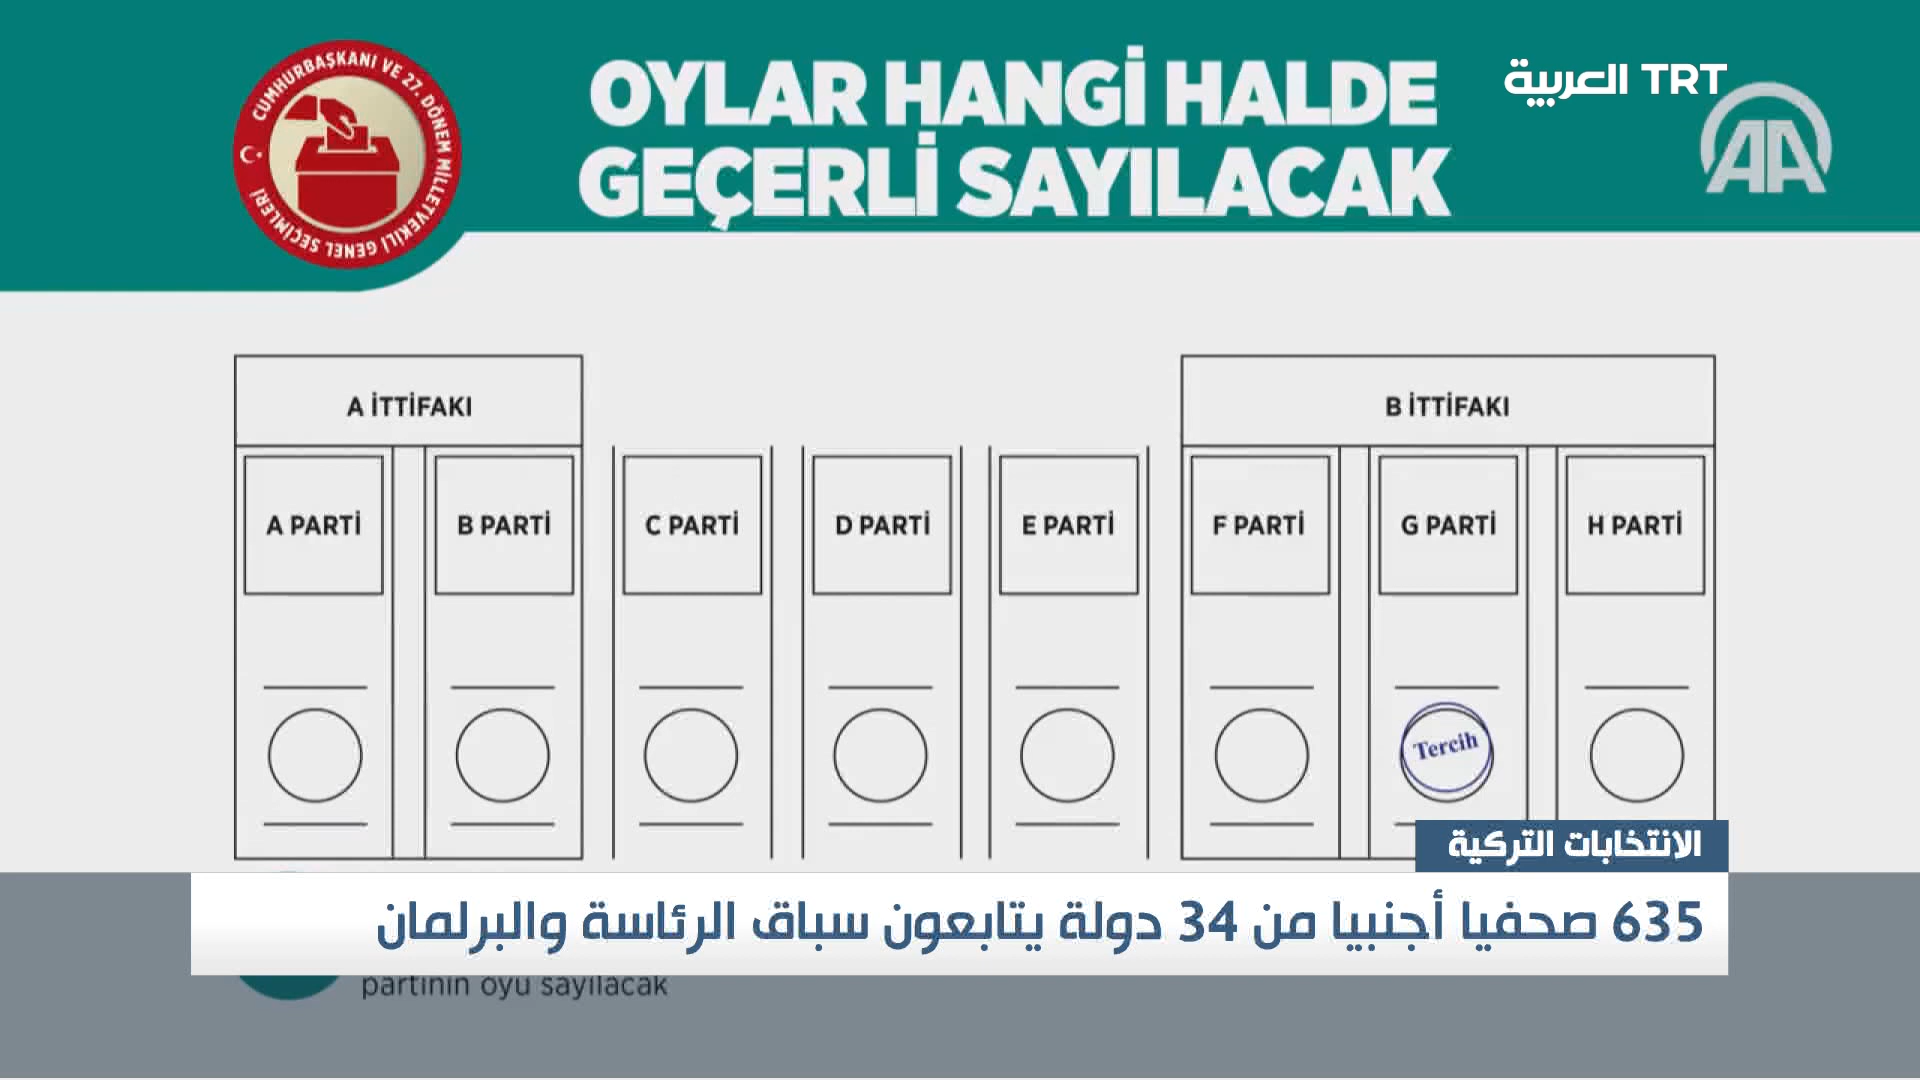 CUMHURBAŞKANI VE 27. DÖNEM MİLLETVEKİLİ GENEL SEÇİMLERİ
OYLAR HANGİ HALDE
GEÇERLİ SAYILACAK
TRT العربية
AA
A İTTİFAKI
B İTTİFAKI
A PARTİ
B PARTİ
C PARTİ
D PARTİ
E PARTİ
F PARTİ
G PARTİ
H PARTİ
Tercih
الانتخابات التركية
635 صحفيا أجنبيا من 34 دولة يتابعون سباق الرئاسة والبرلمان
partinin oyu sayılacak